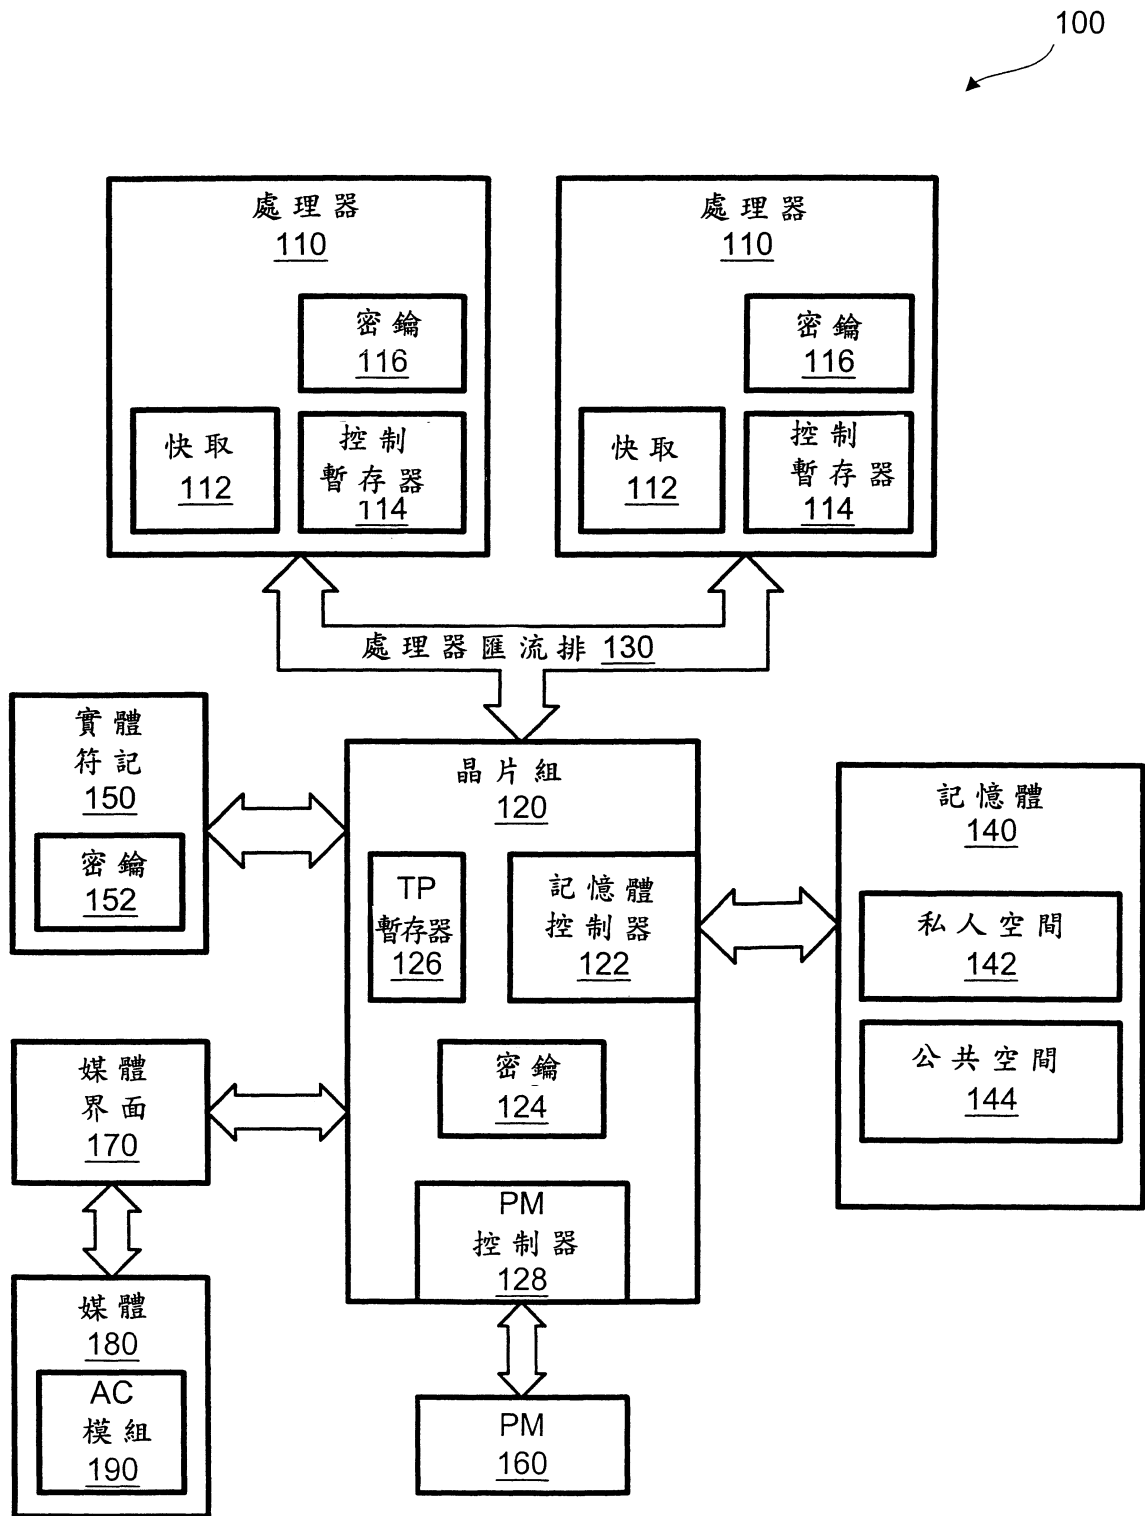 100
處理器
110
密鑰
116
快取
112
控制
暫存器
114
處理器
110
密鑰
116
快取
112
控制
暫存器
114
處理器匯流排 130
實體
符記
150
密鑰
152
晶片組
120
TP
暫存器
126
記憶體
控制器
122
密鑰
124
PM
控制器
128
記憶體
140
私人空間
142
公共空間
144
媒體
界面
170
媒體
180
AC
模組
190
PM
160